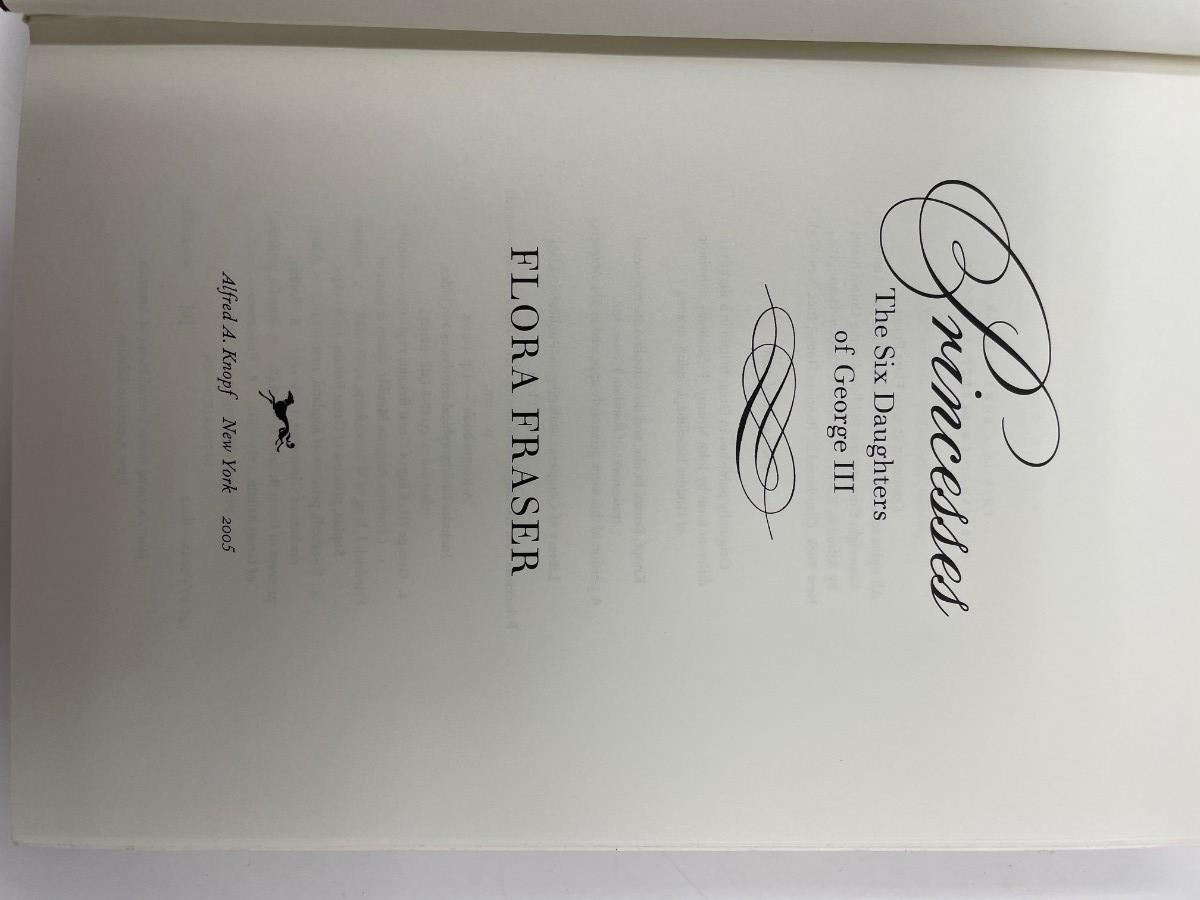 Princesses
The Six Daughters
of George III
FLORA FRASER
Alfred A. Knopf New York 2005